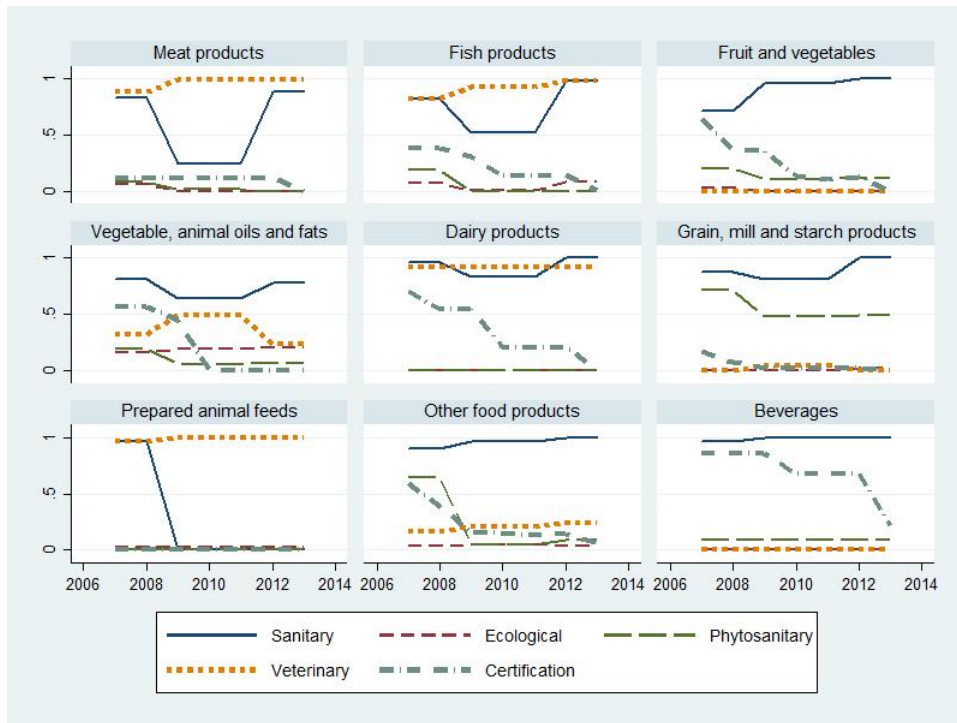 Meat products Fish products Fruit and vegetables
1
.5
0
Vegetable, animal oils and fats Dairy products Grain, mill and starch products
1
.5
0
Prepared animal feeds Other food products Beverages
1
.5
0
2006 2008 2010 2012 2014 2006 2008 2010 2012 2014 2006 2008 2010 2012 2014
Sanitary Ecological Phytosanitary
Veterinary Certification